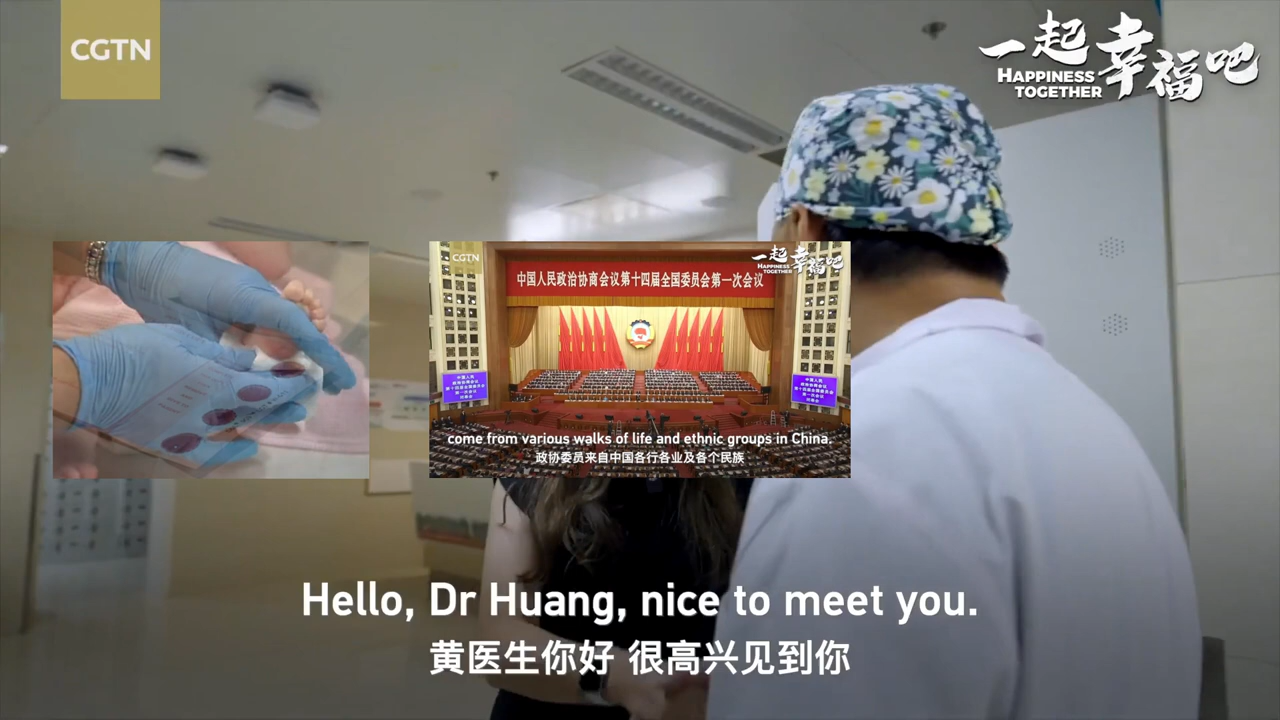 CGTN
一起幸福吧
HAPPINESS
TOGETHER
CGTN
一起幸福吧
HAPPINESS
TOGETHER
中国人民政治协商会议第十四届全国委员会第一次会议
come from various walks of life and ethnic groups in China.
政协委员来自中国各行各业及各个民族
Hello, Dr Huang, nice to meet you.
黄医生你好 很高兴见到你